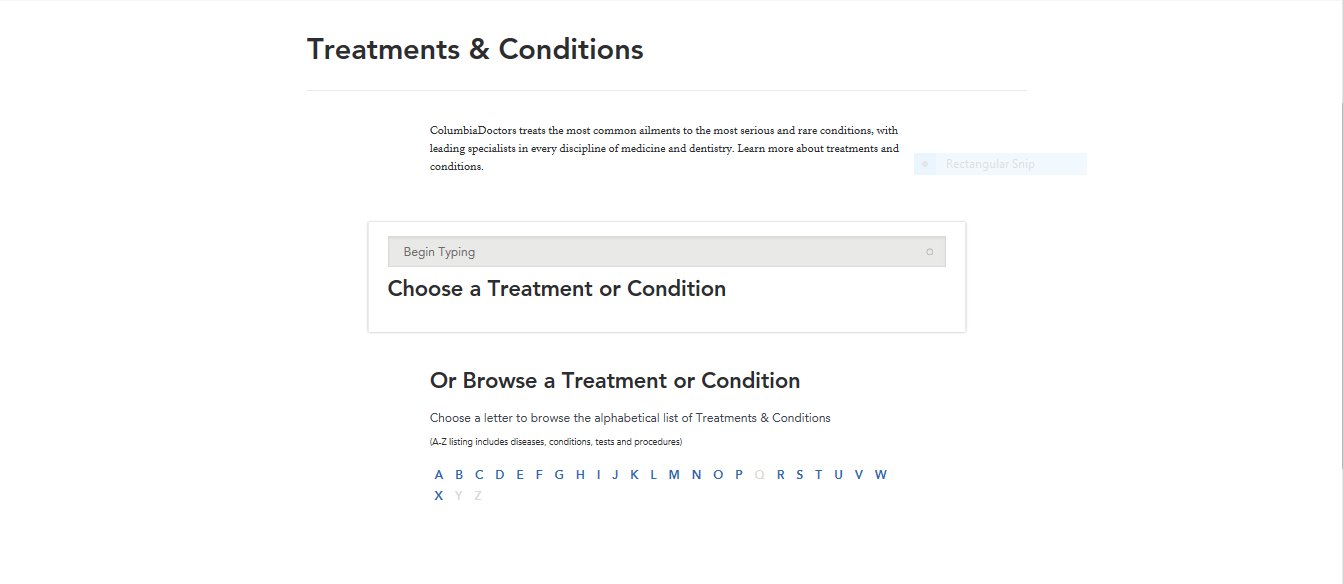 Treatments & Conditions
ColumbiaDoctors treats the most common ailments to the most serious and rare conditions, with
leading specialists in every discipline of medicine and dentistry. Learn more about treatments and
conditions.
Rectangular Snip
Begin Typing
Choose a Treatment or Condition
Or Browse a Treatment or Condition
Choose a letter to browse the alphabetical list of Treatments & Conditions
(A-Z listing includes diseases, conditions, tests and procedures)
A B C D E F G H I J K L M N O P Q R S T U V W
X Y Z